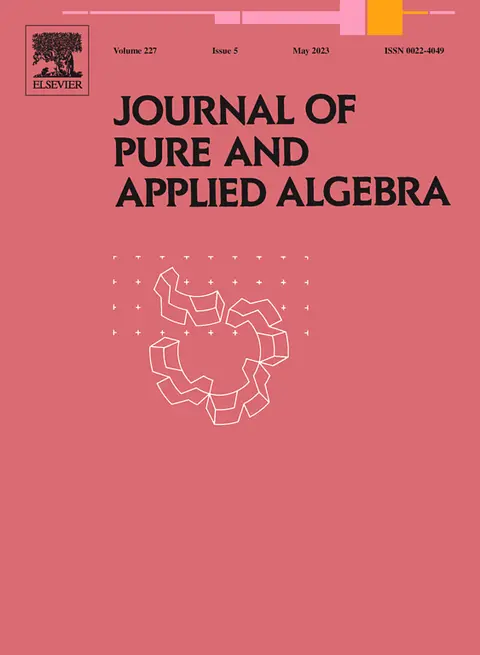 Volume 227 Issue 5 May 2023 ISSN 0022-4049
ELSEVIER
JOURNAL OF
PURE AND
APPLIED ALGEBRA